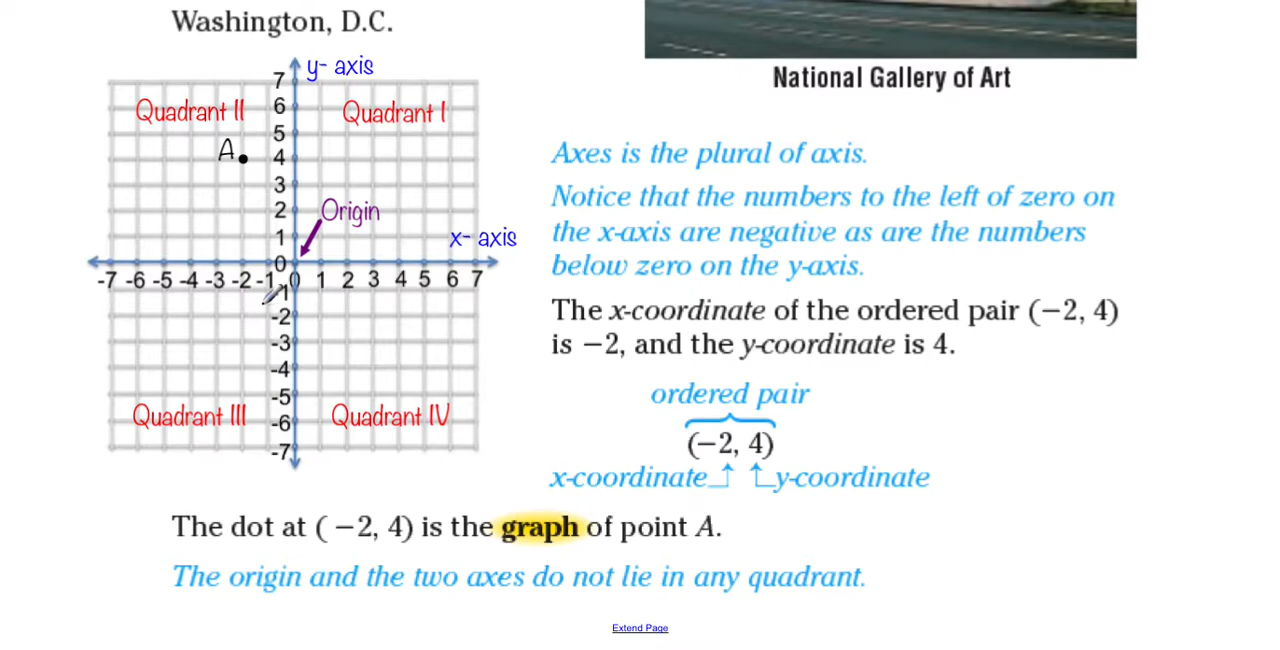 Washington, D.C.
National Gallery of Art
y- axis
7
Quadrant II
6
Quadrant I
5
A
4
3
2
Origin
1
x- axis
0
-7 -6 -5 -4 -3 -2 -1 0 1 2 3 4 5 6 7
-1
-2
-3
-4
-5
Quadrant III
-6
Quadrant IV
-7
Axes is the plural of axis.
Notice that the numbers to the left of zero on
the x-axis are negative as are the numbers
below zero on the y-axis.
The x-coordinate of the ordered pair (−2, 4)
is −2, and the y-coordinate is 4.
ordered pair
(−2, 4)
x-coordinate y-coordinate
The dot at ( −2, 4) is the graph of point A.
The origin and the two axes do not lie in any quadrant.
Extend Page